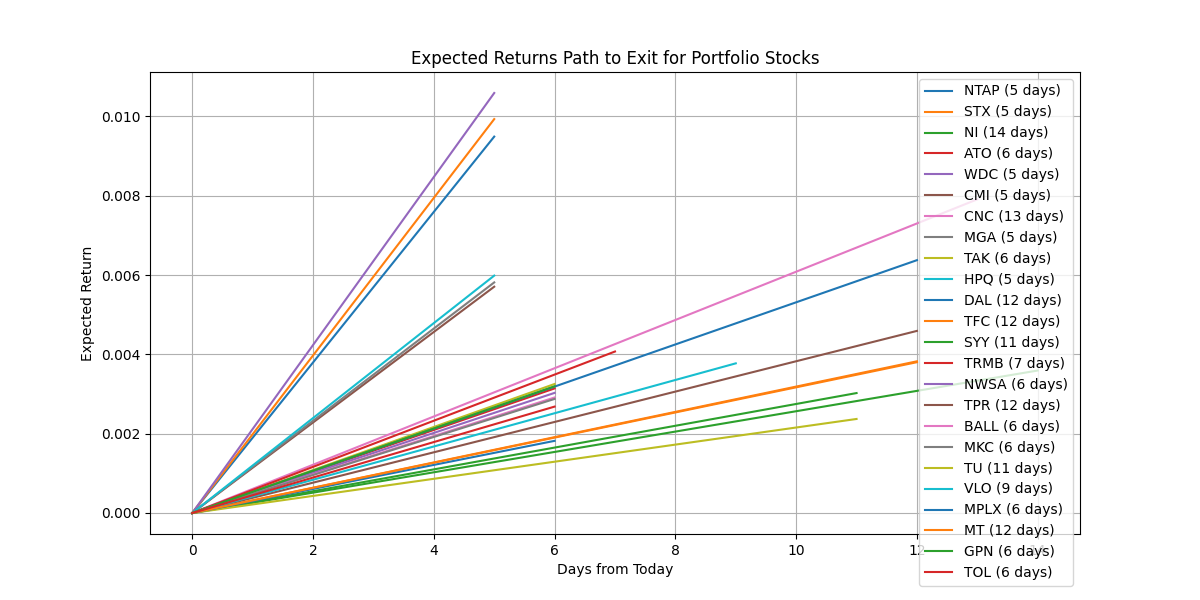 Expected Returns Path to Exit for Portfolio Stocks
Expected Return
0.010
0.008
0.006
0.004
0.002
0.000
0 2 4 6 8 10 12 14
Days from Today
NTAP (5 days)
STX (5 days)
NI (14 days)
ATO (6 days)
WDC (5 days)
CMI (5 days)
CNC (13 days)
MGA (5 days)
TAK (6 days)
HPQ (5 days)
DAL (12 days)
TFC (12 days)
SYY (11 days)
TRMB (7 days)
NWSA (6 days)
TPR (12 days)
BALL (6 days)
MKC (6 days)
TU (11 days)
VLO (9 days)
MPLX (6 days)
MT (12 days)
GPN (6 days)
TOL (6 days)